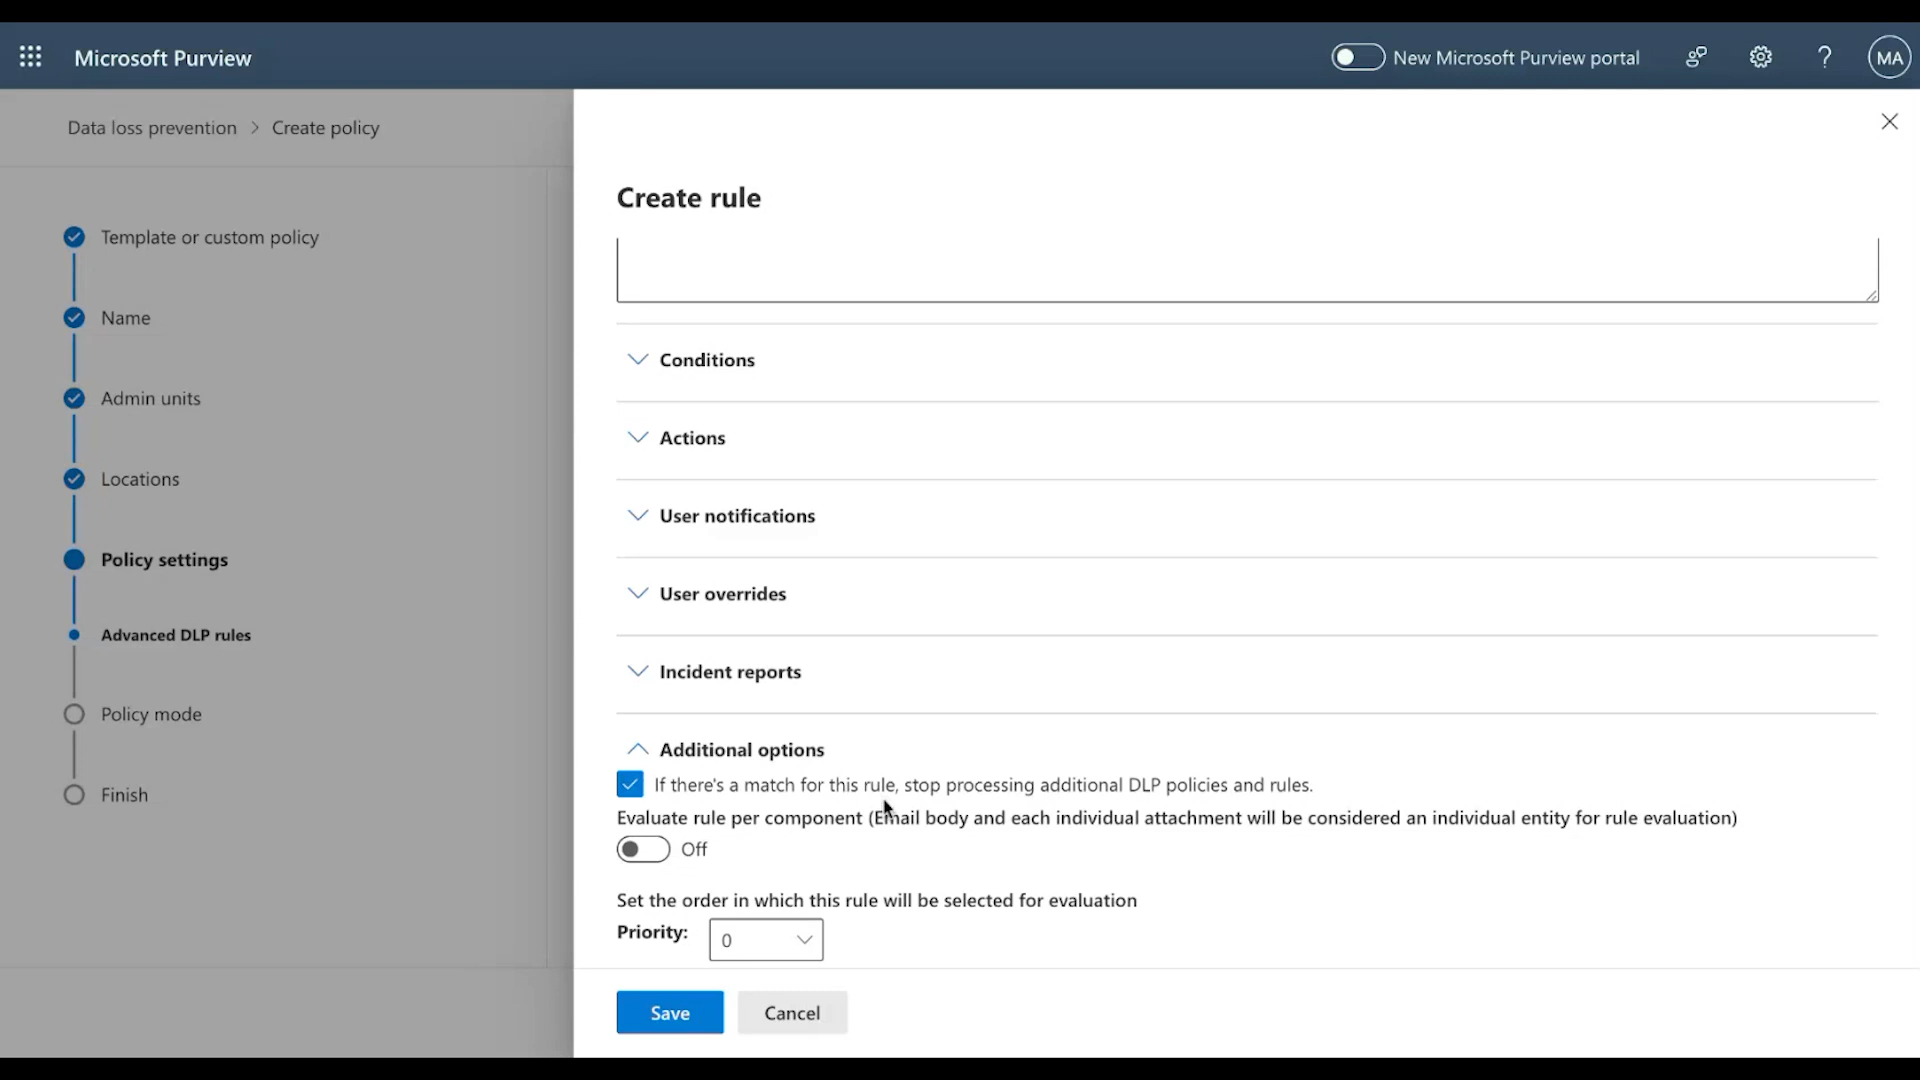 Microsoft Purview
New Microsoft Purview portal
?
MA
Data loss prevention > Create policy
Template or custom policy
Name
Admin units
Locations
Policy settings
Advanced DLP rules
Policy mode
Finish
Create rule
Conditions
Actions
User notifications
User overrides
Incident reports
Additional options
If there's a match for this rule, stop processing additional DLP policies and rules.
Evaluate rule per component (Email body and each individual attachment will be considered an individual entity for rule evaluation)
Off
Set the order in which this rule will be selected for evaluation
Priority: 0
Save Cancel